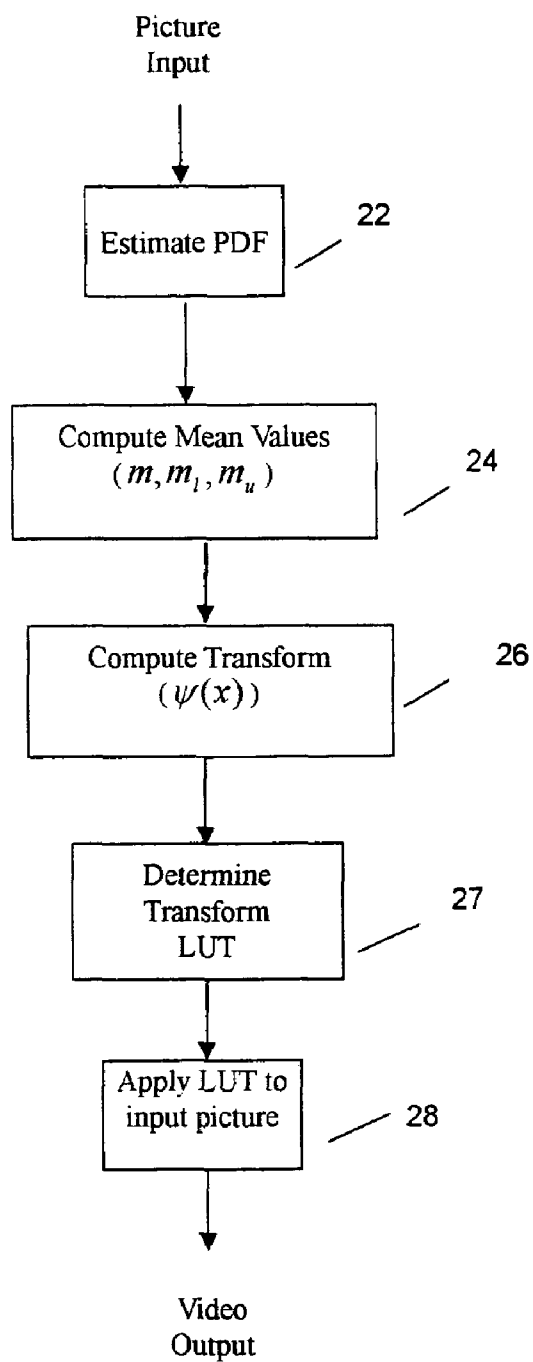 Picture
Input
Estimate PDF
22
Compute Mean Values
(m, m_l, m_u)
24
Compute Transform
(ψ(x))
26
Determine
Transform
LUT
27
Apply LUT to
input picture
28
Video
Output